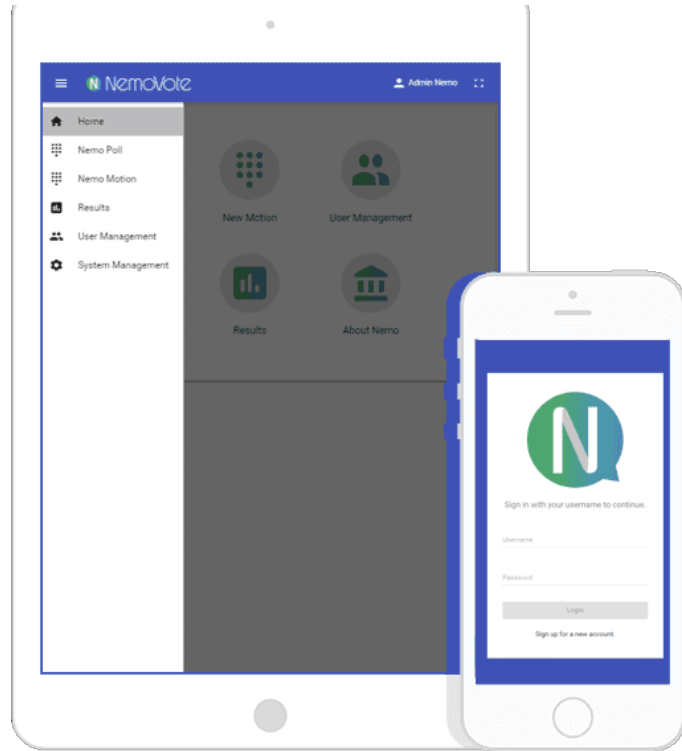 NemoVote
Admin Nemo
Home
Nemo Poll
Nemo Motion
Results
User Management
System Management
New Motion
User Management
Results
About Nemo
N
Sign in with your username to continue.
Username
Password
Login
Sign up for a new account.